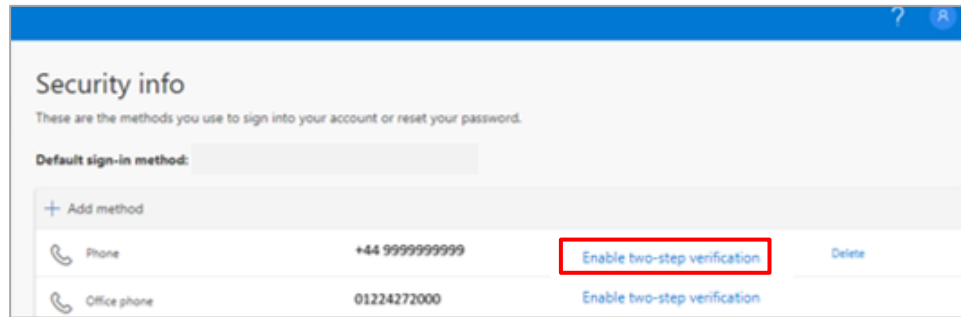 ?
Security info
These are the methods you use to sign into your account or reset your password.
Default sign-in method:
+ Add method
Phone +44 9999999999 Enable two-step verification Delete
Office phone 01224272000 Enable two-step verification